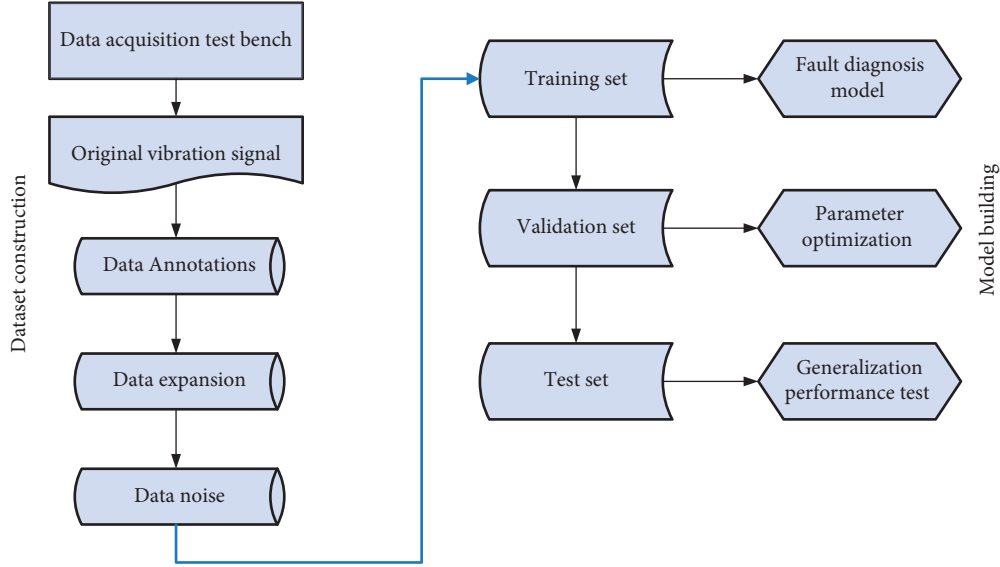 Dataset construction
Data acquisition test bench
Original vibration signal
Data Annotations
Data expansion
Data noise
Training set
Fault diagnosis
model
Validation set
Parameter
optimization
Test set
Generalization
performance test
Model building